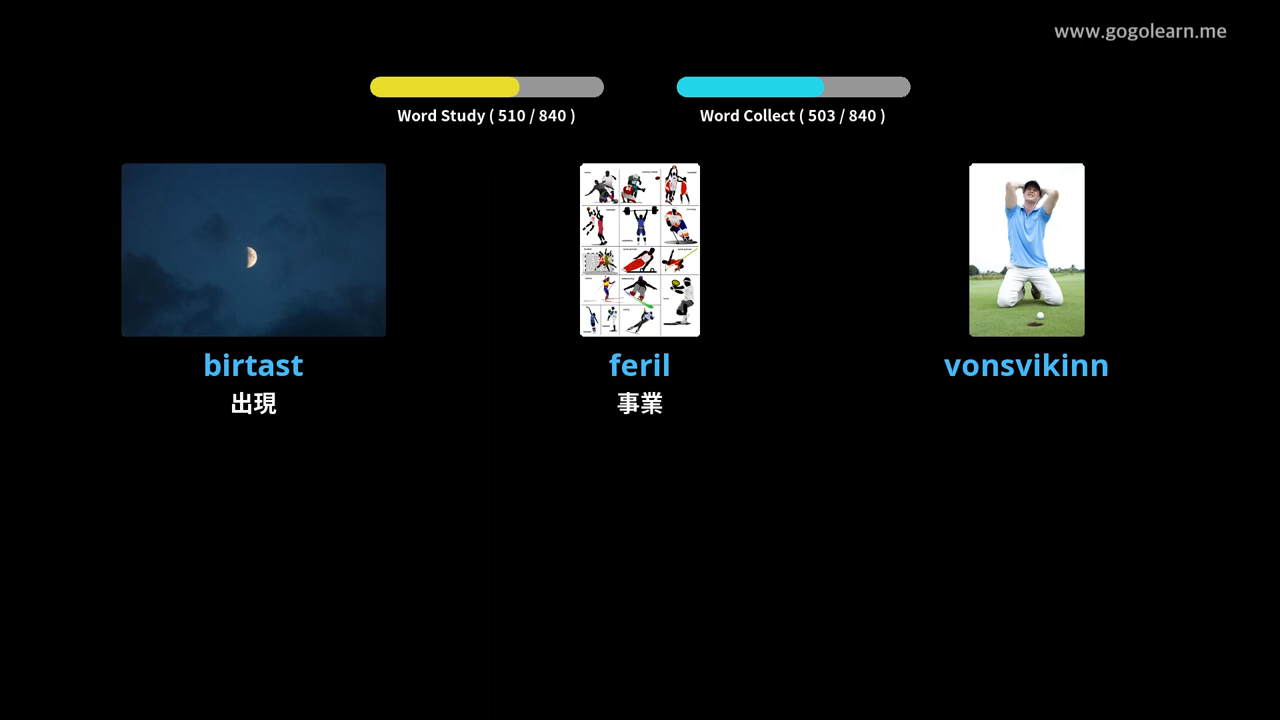 www.gogolearn.me
Word Study ( 510 / 840 )
Word Collect ( 503 / 840 )
birtast
feril
vonsvikinn
出現
事業